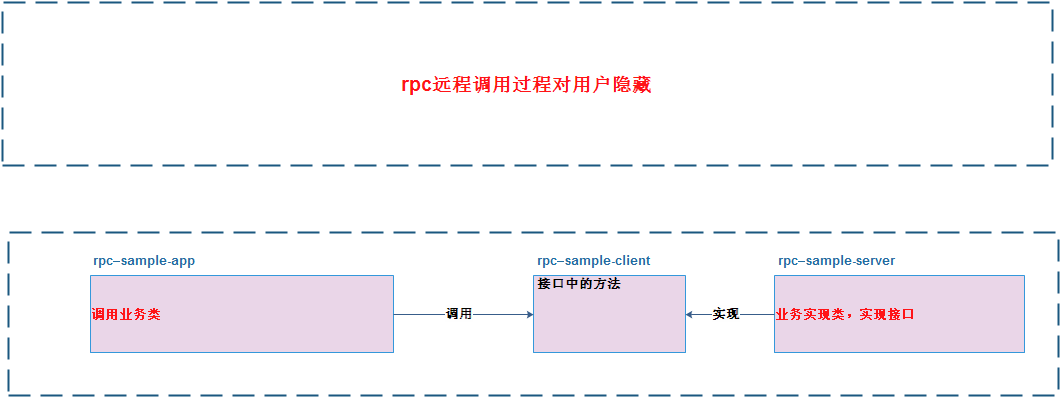 rpc远程调用过程对用户隐藏
rpc–sample-app
rpc–sample-client
rpc–sample-server
接口中的方法
调用业务类
调用
实现
业务实现类，实现接口